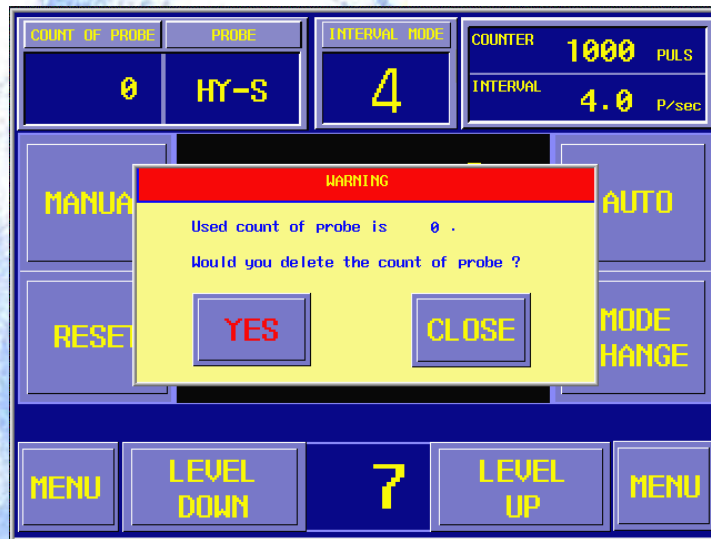 COUNT OF PROBE
PROBE
INTERVAL MODE
COUNTER 1000 PULS
0
HY-S
4
INTERVAL 4.0 P/sec
WARNING
MANUA
AUTO
Used count of probe is 0 .
Would you delete the count of probe ?
YES
CLOSE
RESET
MODE
HANGE
MENU
LEVEL
DOWN
7
LEVEL
UP
MENU